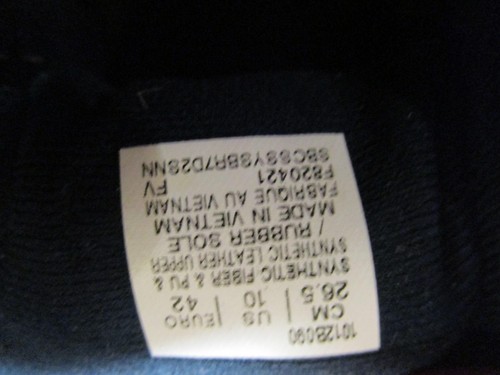 1012B090
CM | US | EURO
26.5 10 42
SYNTHETIC FIBER & PU &
SYNTHETIC LEATHER UPPER
/ RUBBER SOLE
MADE IN VIETNAM
FABRIQUE AU VIETNAM
F820421 FV
SBCSSYSBR7D2SNN